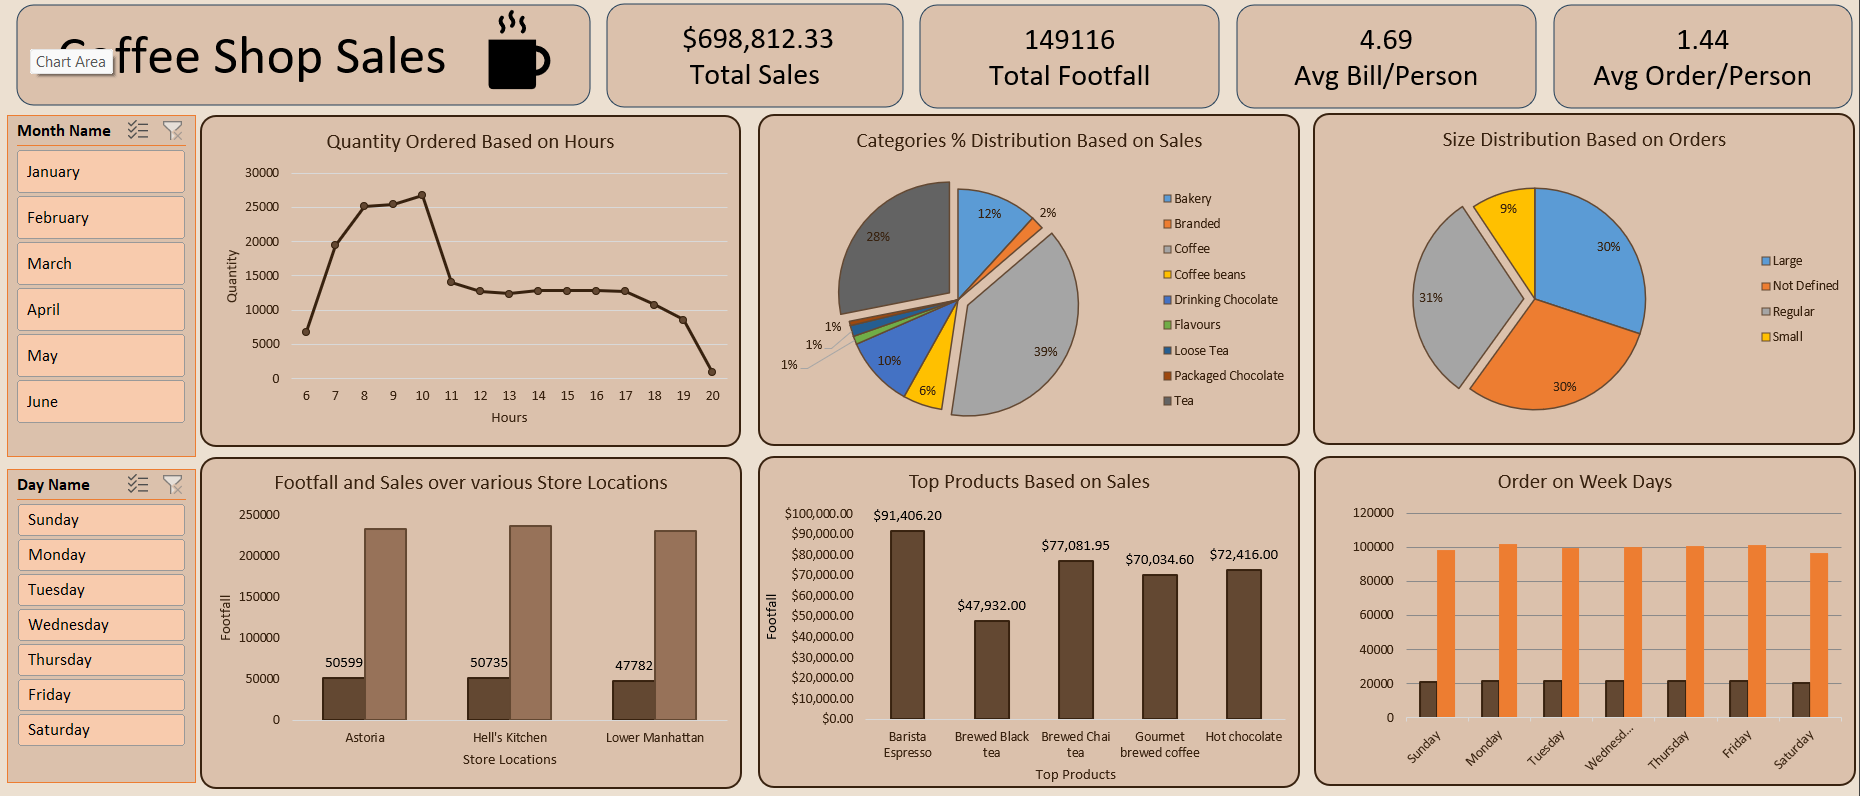 Coffee Shop Sales
Chart Area
$698,812.33
Total Sales
149116
Total Footfall
4.69
Avg Bill/Person
1.44
Avg Order/Person
Month Name
January
February
March
April
May
June
Day Name
Sunday
Monday
Tuesday
Wednesday
Thursday
Friday
Saturday
Quantity Ordered Based on Hours
Quantity
30000
25000
20000
15000
10000
5000
0
6 7 8 9 10 11 12 13 14 15 16 17 18 19 20
Hours
Categories % Distribution Based on Sales
12%
2%
28%
39%
1%
1%
1%
10%
6%
Bakery
Branded
Coffee
Coffee beans
Drinking Chocolate
Flavours
Loose Tea
Packaged Chocolate
Tea
Size Distribution Based on Orders
9%
30%
31%
30%
Large
Not Defined
Regular
Small
Footfall and Sales over various Store Locations
Footfall
250000
200000
150000
100000
50000
0
50599
50735
47782
Astoria
Hell's Kitchen
Lower Manhattan
Store Locations
Top Products Based on Sales
Footfall
$100,000.00
$90,000.00
$80,000.00
$70,000.00
$60,000.00
$50,000.00
$40,000.00
$30,000.00
$20,000.00
$10,000.00
$0.00
$91,406.20
$47,932.00
$77,081.95
$70,034.60
$72,416.00
Barista
Espresso
Brewed Black
tea
Brewed Chai
tea
Gourmet
brewed coffee
Hot chocolate
Top Products
Order on Week Days
120000
100000
80000
60000
40000
20000
0
Sunday
Monday
Tuesday
Wednesd...
Thursday
Friday
Saturday